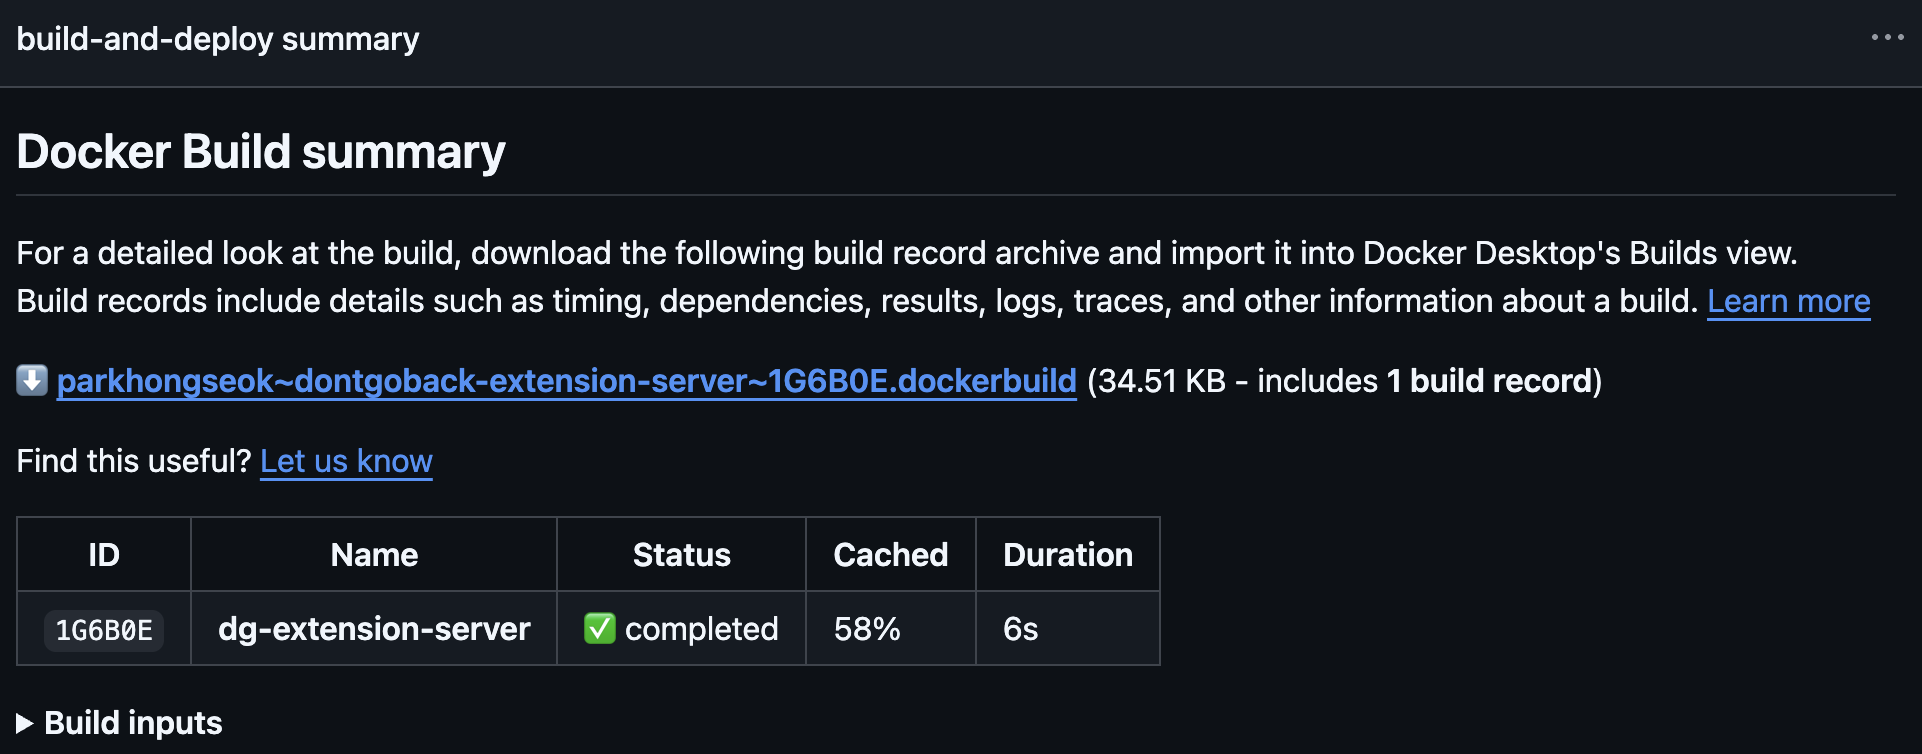 build-and-deploy summary
Docker Build summary
For a detailed look at the build, download the following build record archive and import it into Docker Desktop's Builds view.
Build records include details such as timing, dependencies, results, logs, traces, and other information about a build. Learn more
parkhongseok~dontgoback-extension-server~1G6B0E.dockerbuild (34.51 KB - includes 1 build record)
Find this useful? Let us know
ID Name Status Cached Duration
1G6B0E dg-extension-server ✅ completed 58% 6s
Build inputs